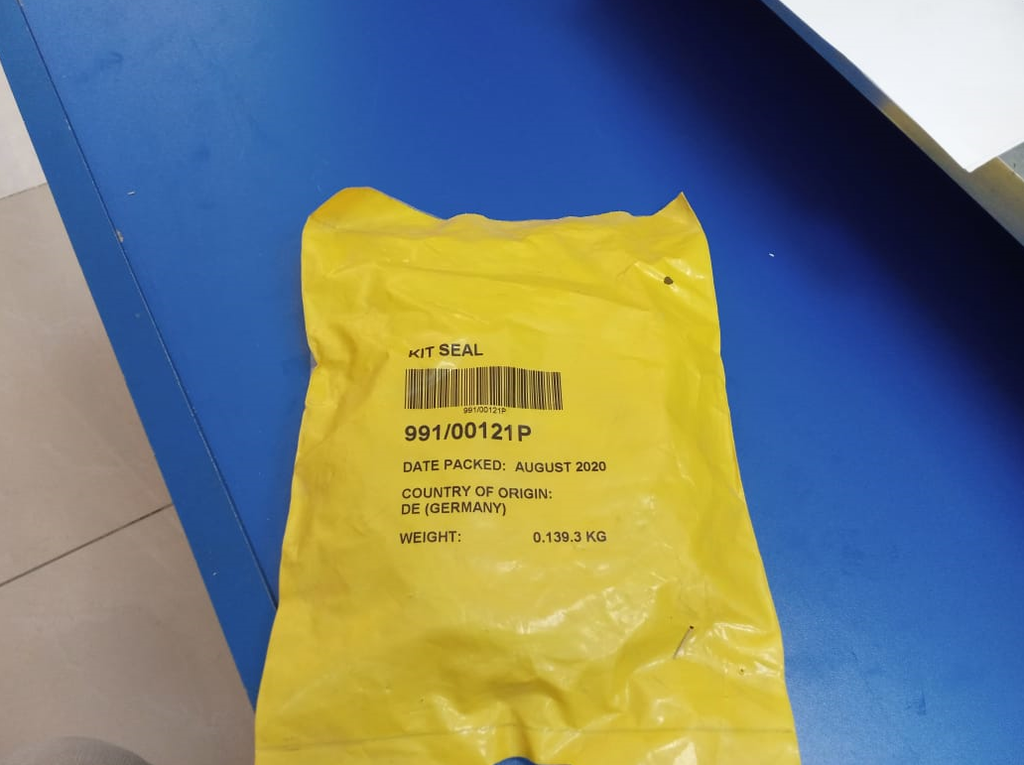 KIT SEAL
991/00121P
991/00121P
DATE PACKED: AUGUST 2020
COUNTRY OF ORIGIN:
DE (GERMANY)
WEIGHT: 0.139.3 KG